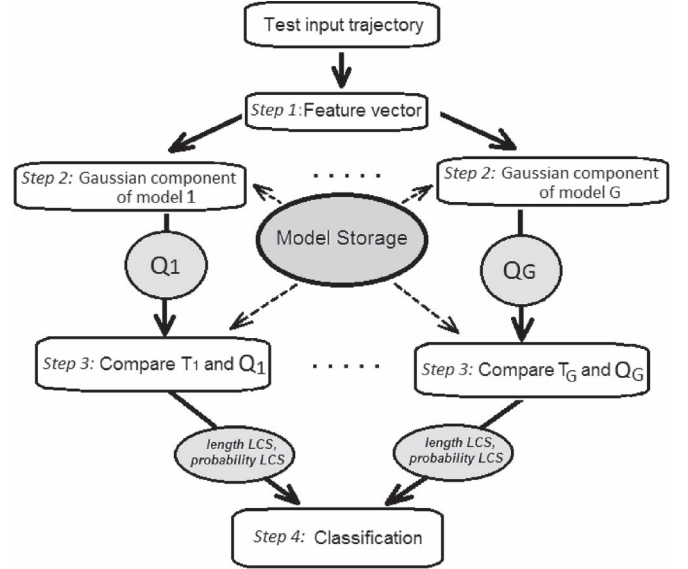 Test input trajectory
Step 1: Feature vector
Step 2: Gaussian component
of model 1
. . . . .
Step 2: Gaussian component
of model G
Model Storage
Q1
QG
Step 3: Compare T1 and Q1
. . . . .
Step 3: Compare TG and QG
length LCS,
probability LCS
length LCS,
probability LCS
Step 4: Classification